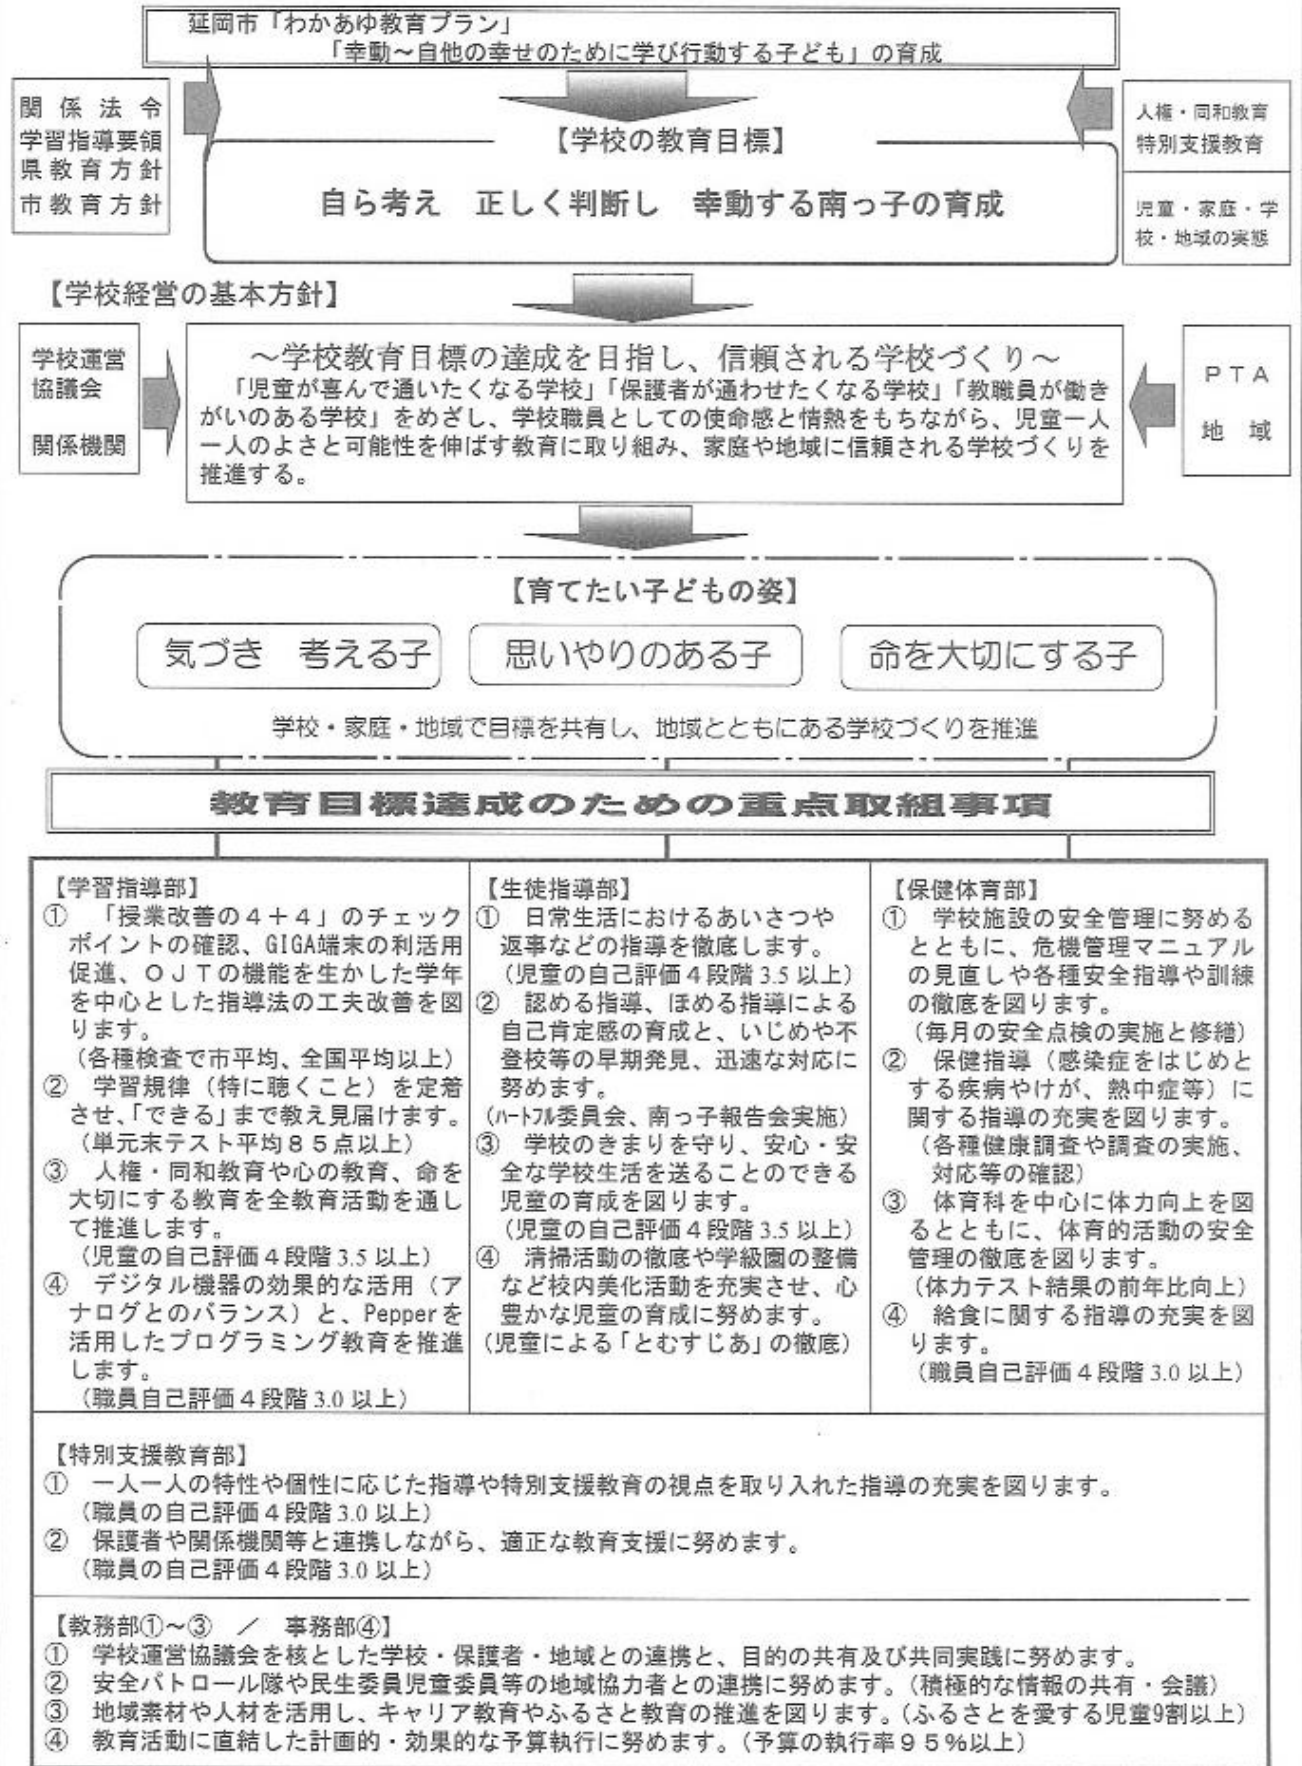 延岡市「わかあゆ教育プラン」
「幸動～自他の幸せのために学び行動する子ども」の育成
関係法令
学習指導要領
県教育方針
市教育方針
人権・同和教育
特別支援教育
児童・家庭・学
校・地域の実態
【学校の教育目標】
自ら考え　正しく判断し　幸動する南っ子の育成
【学校経営の基本方針】
学校運営
協議会
関係機関
～学校教育目標の達成を目指し、信頼される学校づくり～
「児童が喜んで通いたくなる学校」「保護者が通わせたくなる学校」「教職員が働き
がいのある学校」をめざし、学校職員としての使命感と情熱をもちながら、児童一人
一人のよさと可能性を伸ばす教育に取り組み、家庭や地域に信頼される学校づくりを
推進する。
ＰＴＡ
地　域
【育てたい子どもの姿】
気づき　考える子
思いやりのある子
命を大切にする子
学校・家庭・地域で目標を共有し、地域とともにある学校づくりを推進
教育目標達成のための重点取組事項
【学習指導部】
①　「授業改善の４＋４」のチェック
ポイントの確認、GIGA端末の利活用
促進、ＯＪＴの機能を生かした学年
を中心とした指導法の工夫改善を図
ります。
（各種検査で市平均、全国平均以上）
②　学習規律（特に聴くこと）を定着
させ、「できる」まで教え見届けます。
（単元末テスト平均８５点以上）
③　人権・同和教育や心の教育、命を
大切にする教育を全教育活動を通し
て推進します。
（児童の自己評価４段階3.5以上）
④　デジタル機器の効果的な活用（ア
ナログとのバランス）と、Pepperを
活用したプログラミング教育を推進
します。
（職員自己評価４段階3.0以上）
【生徒指導部】
①　日常生活におけるあいさつや
返事などの指導を徹底します。
（児童の自己評価４段階3.5以上）
②　認める指導、ほめる指導による
自己肯定感の育成と、いじめや不
登校等の早期発見、迅速な対応に
努めます。
（ﾊｰﾄﾌﾙ委員会、南っ子報告会実施）
③　学校のきまりを守り、安心・安
全な学校生活を送ることのできる
児童の育成を図ります。
（児童の自己評価４段階3.5以上）
④　清掃活動の徹底や学級園の整備
など校内美化活動を充実させ、心
豊かな児童の育成に努めます。
（児童による「とむすじあ」の徹底）
【保健体育部】
①　学校施設の安全管理に努める
とともに、危機管理マニュアル
の見直しや各種安全指導や訓練
の徹底を図ります。
（毎月の安全点検の実施と修繕）
②　保健指導（感染症をはじめと
する疾病やけが、熱中症等）に
関する指導の充実を図ります。
（各種健康調査や調査の実施、
対応等の確認）
③　体育科を中心に体力向上を図
るとともに、体育的活動の安全
管理の徹底を図ります。
（体力テスト結果の前年比向上）
④　給食に関する指導の充実を図
ります。
（職員自己評価４段階3.0以上）
【特別支援教育部】
①　一人一人の特性や個性に応じた指導や特別支援教育の視点を取り入れた指導の充実を図ります。
（職員の自己評価４段階3.0以上）
②　保護者や関係機関等と連携しながら、適正な教育支援に努めます。
（職員の自己評価４段階3.0以上）
【教務部①～③　／　事務部④】
①　学校運営協議会を核とした学校・保護者・地域との連携と、目的の共有及び共同実践に努めます。
②　安全パトロール隊や民生委員児童委員等の地域協力者との連携に努めます。（積極的な情報の共有・会議）
③　地域素材や人材を活用し、キャリア教育やふるさと教育の推進を図ります。（ふるさとを愛する児童9割以上）
④　教育活動に直結した計画的・効果的な予算執行に努めます。（予算の執行率９５％以上）